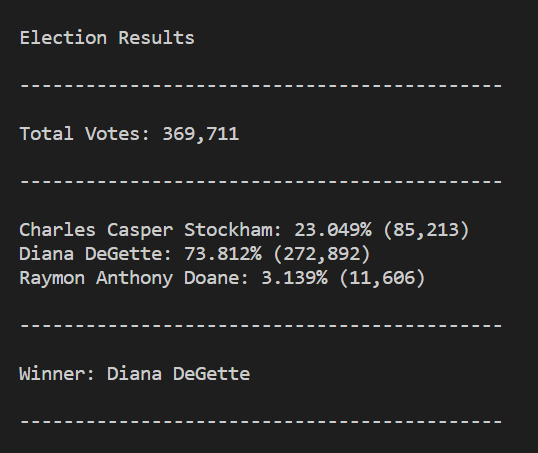 Election Results
--------------------------------------------
Total Votes: 369,711
--------------------------------------------
Charles Casper Stockham: 23.049% (85,213)
Diana DeGette: 73.812% (272,892)
Raymon Anthony Doane: 3.139% (11,606)
--------------------------------------------
Winner: Diana DeGette
--------------------------------------------